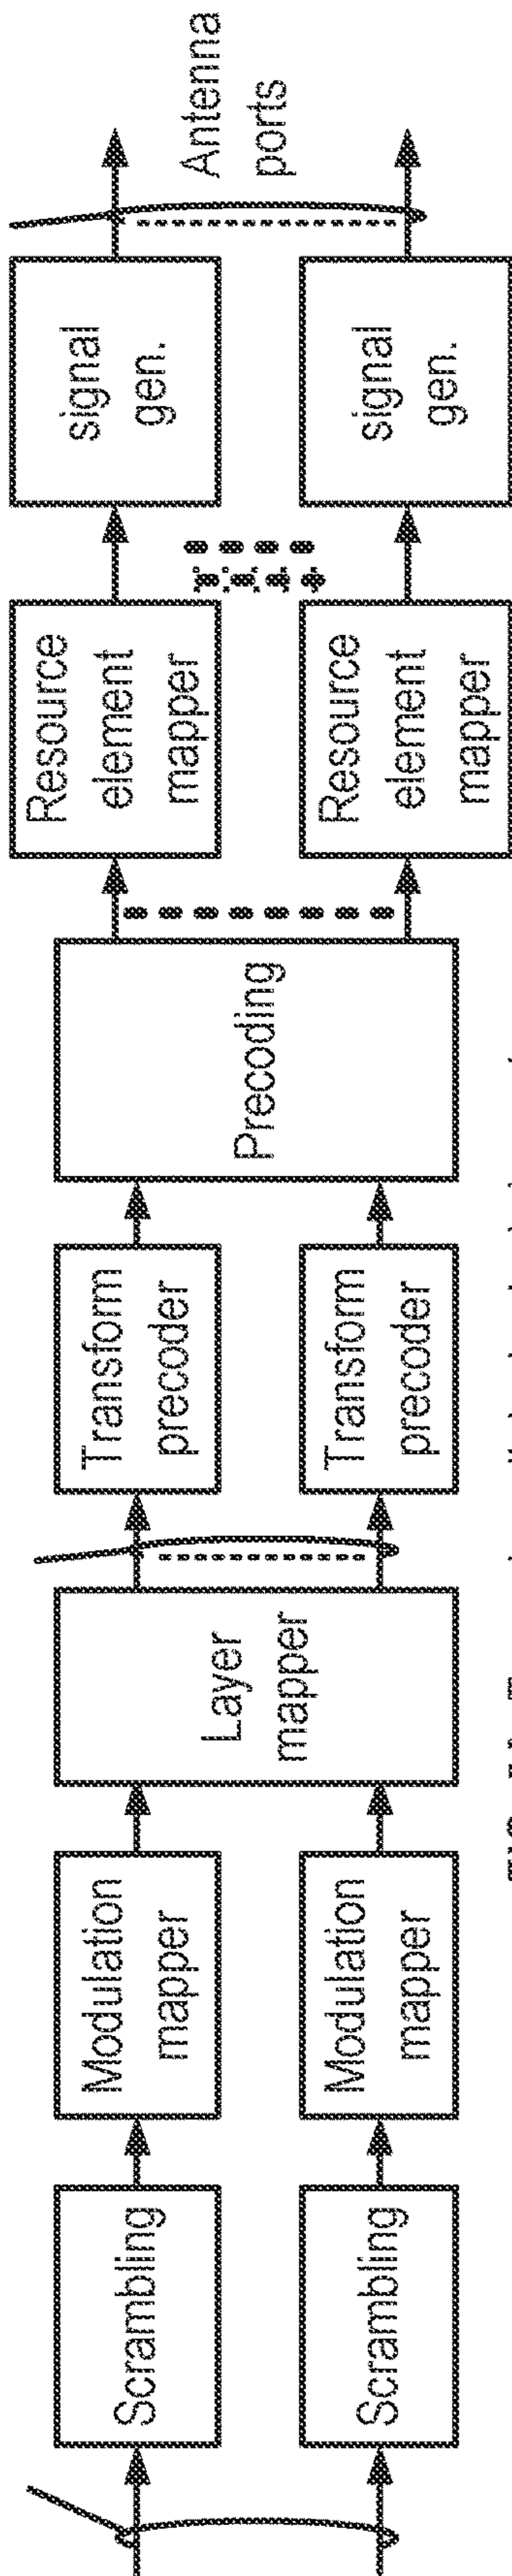 Scrambling
Modulation
mapper
Layer
mapper
Transform
precoder
Precoding
Resource
element
mapper
signal
gen.
Antenna
ports
Scrambling
Modulation
mapper
Transform
precoder
Resource
element
mapper
signal
gen.